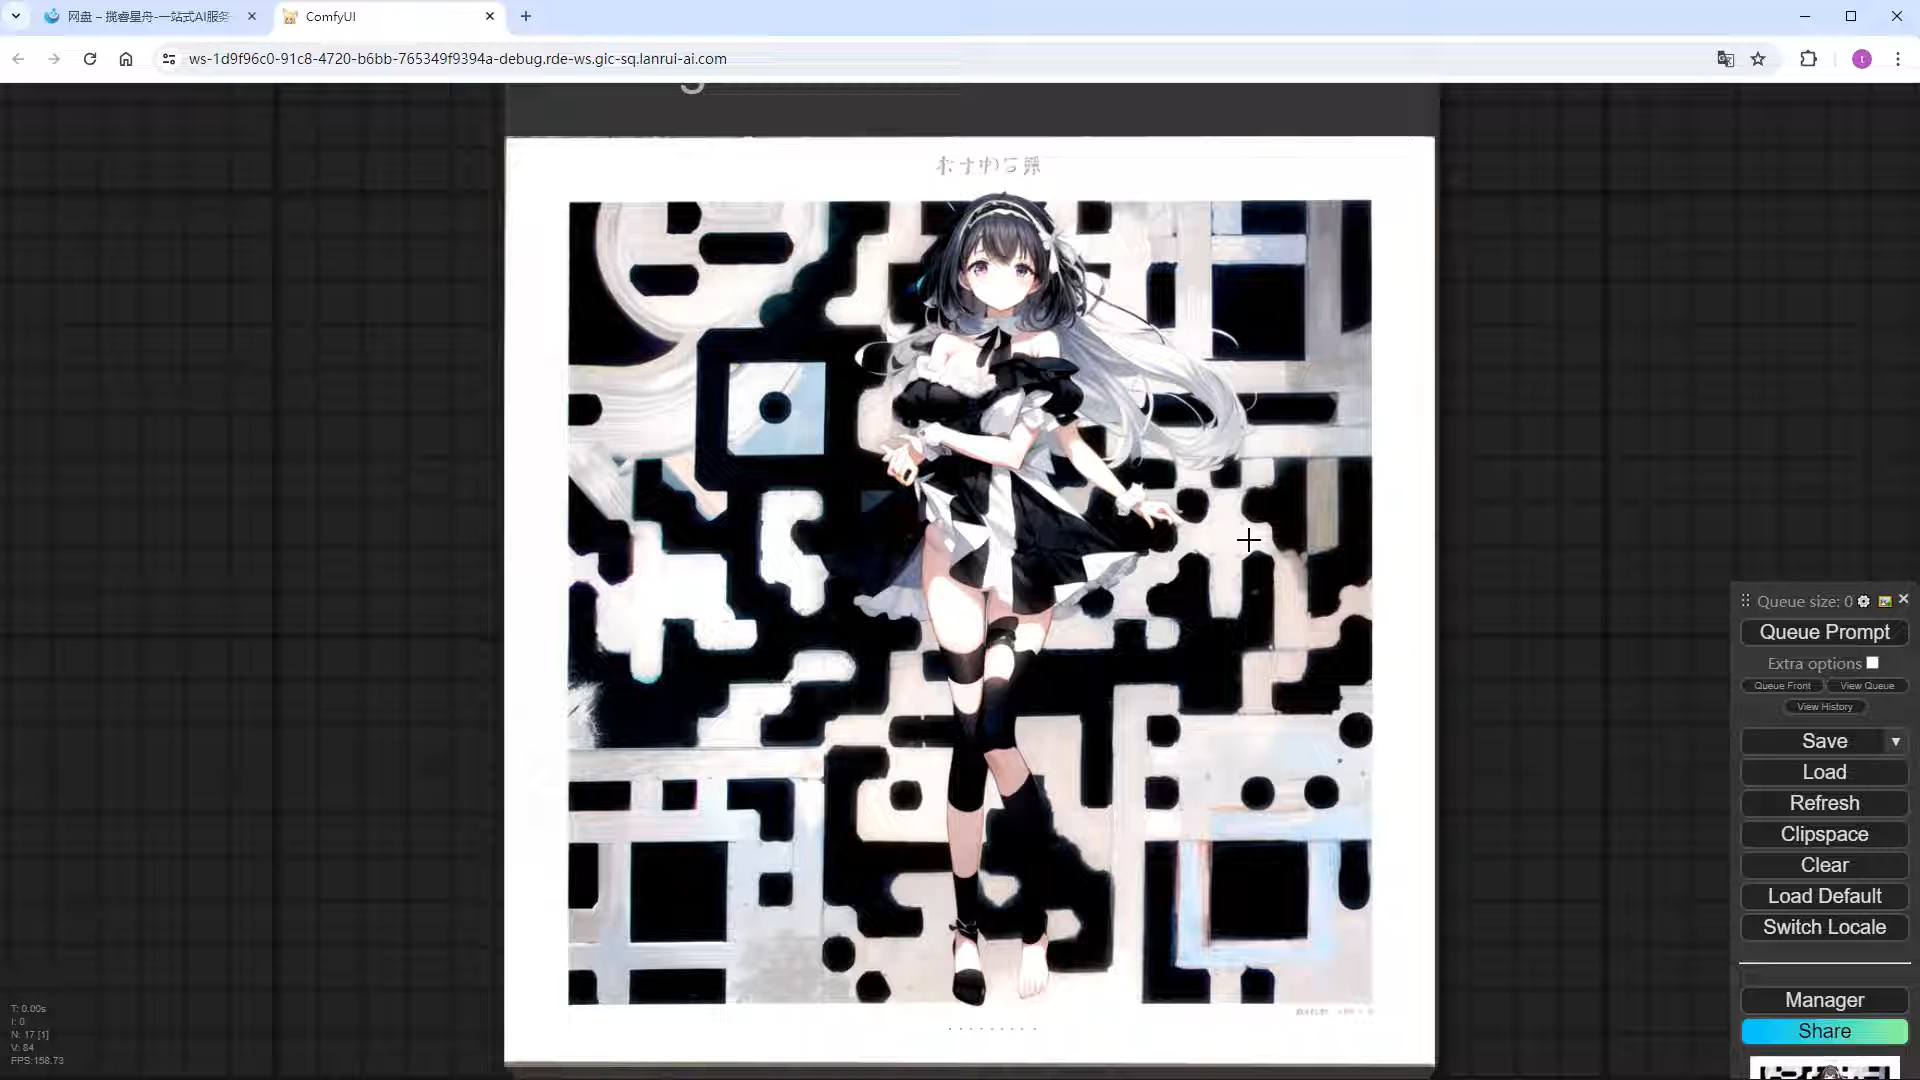 网盘 – 揽睿星舟-一站式AI服务
ComfyUI
ws-1d9f96c0-91c8-4720-b6bb-765349f9394a-debug.rde-ws.gic-sq.lanrui-ai.com
t
Queue size: 0
Queue Prompt
Extra options
Queue Front
View Queue
View History
Save
Load
Refresh
Clipspace
Clear
Load Default
Switch Locale
Manager
Share
T: 0.00s
I: 0
N: 17 [1]
V: 84
FPS:158.73